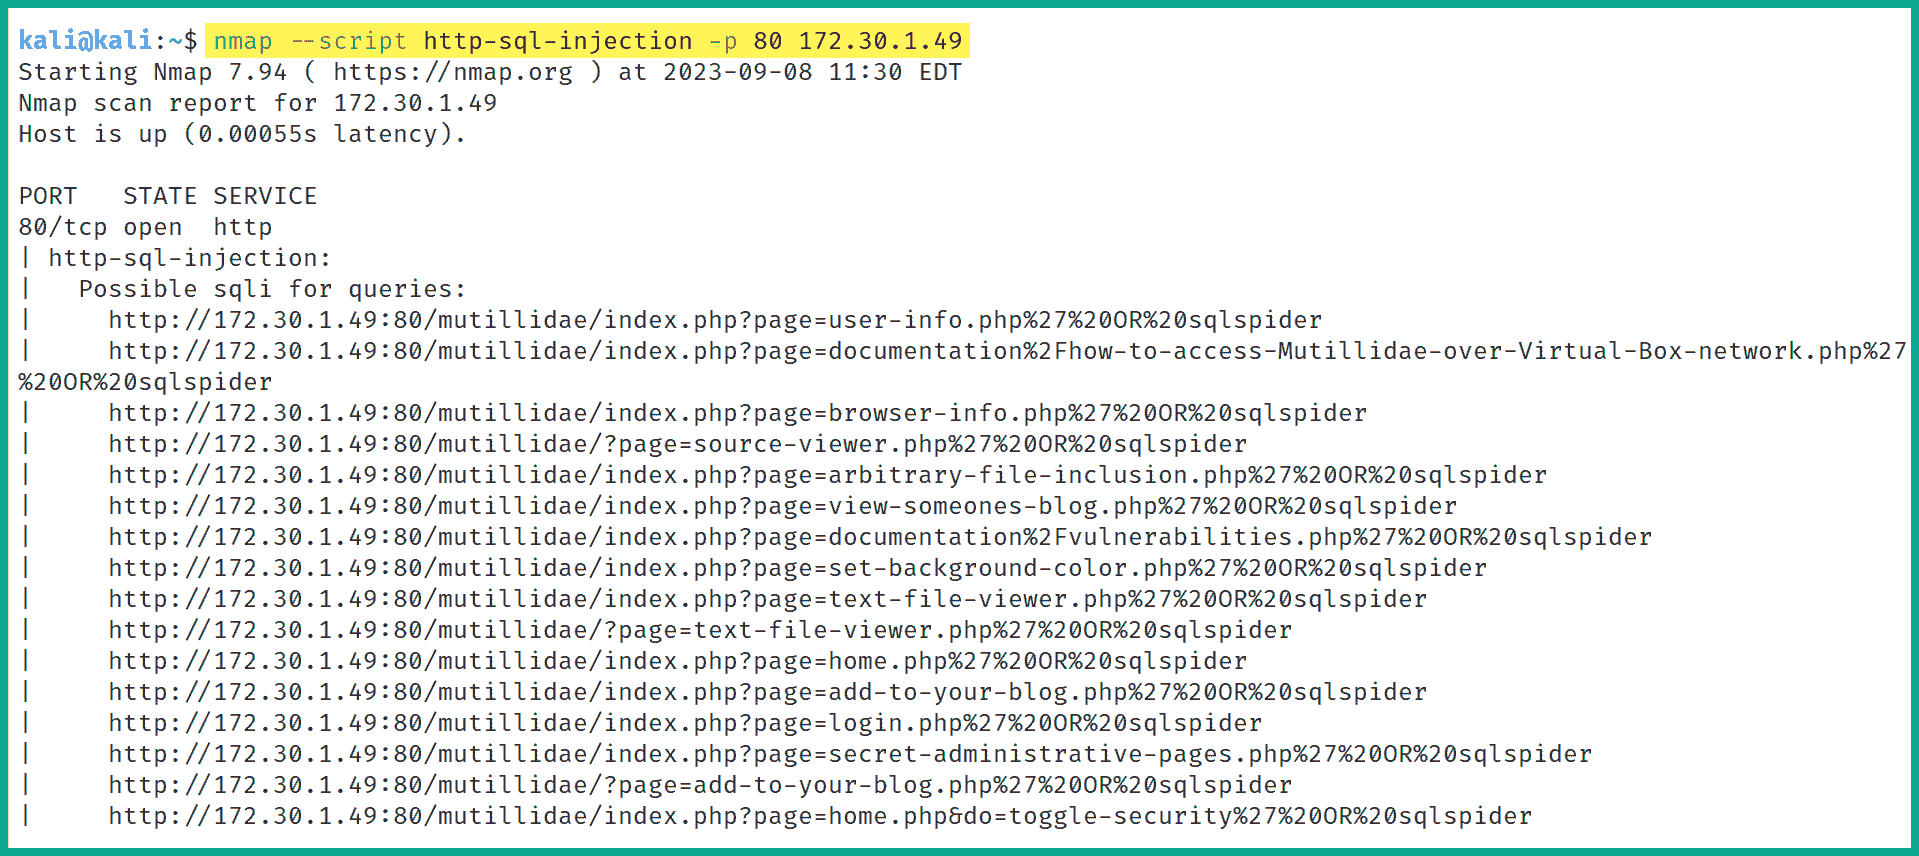 kali@kali:~$ nmap --script http-sql-injection -p 80 172.30.1.49
Starting Nmap 7.94 ( https://nmap.org ) at 2023-09-08 11:30 EDT
Nmap scan report for 172.30.1.49
Host is up (0.00055s latency).
PORT   STATE SERVICE
80/tcp open  http
| http-sql-injection:
|   Possible sqli for queries:
|     http://172.30.1.49:80/mutillidae/index.php?page=user-info.php%27%20OR%20sqlspider
|     http://172.30.1.49:80/mutillidae/index.php?page=documentation%2Fhow-to-access-Mutillidae-over-Virtual-Box-network.php%27
%20OR%20sqlspider
|     http://172.30.1.49:80/mutillidae/index.php?page=browser-info.php%27%20OR%20sqlspider
|     http://172.30.1.49:80/mutillidae/?page=source-viewer.php%27%20OR%20sqlspider
|     http://172.30.1.49:80/mutillidae/index.php?page=arbitrary-file-inclusion.php%27%20OR%20sqlspider
|     http://172.30.1.49:80/mutillidae/index.php?page=view-someones-blog.php%27%20OR%20sqlspider
|     http://172.30.1.49:80/mutillidae/index.php?page=documentation%2Fvulnerabilities.php%27%20OR%20sqlspider
|     http://172.30.1.49:80/mutillidae/index.php?page=set-background-color.php%27%20OR%20sqlspider
|     http://172.30.1.49:80/mutillidae/index.php?page=text-file-viewer.php%27%20OR%20sqlspider
|     http://172.30.1.49:80/mutillidae/?page=text-file-viewer.php%27%20OR%20sqlspider
|     http://172.30.1.49:80/mutillidae/index.php?page=home.php%27%20OR%20sqlspider
|     http://172.30.1.49:80/mutillidae/index.php?page=add-to-your-blog.php%27%20OR%20sqlspider
|     http://172.30.1.49:80/mutillidae/index.php?page=login.php%27%20OR%20sqlspider
|     http://172.30.1.49:80/mutillidae/index.php?page=secret-administrative-pages.php%27%20OR%20sqlspider
|     http://172.30.1.49:80/mutillidae/?page=add-to-your-blog.php%27%20OR%20sqlspider
|     http://172.30.1.49:80/mutillidae/index.php?page=home.php&do=toggle-security%27%20OR%20sqlspider